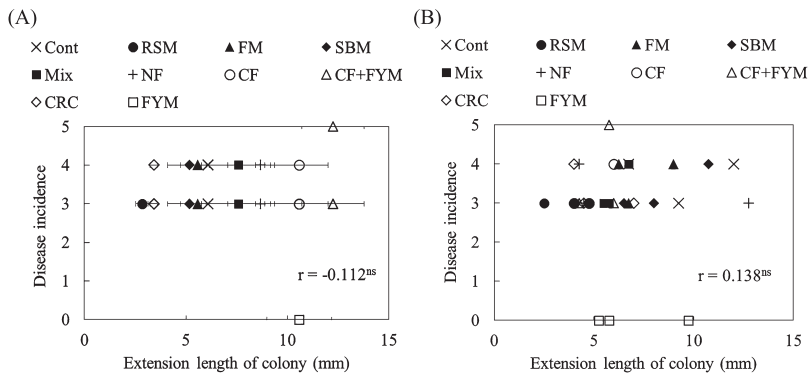 (A)
Cont RSM FM SBM
Mix NF CF CF+FYM
CRC FYM
5
4
3
2
1
0
Disease incidence
r = -0.112ns
0 5 10 15
Extension length of colony (mm)
(B)
Cont RSM FM SBM
Mix NF CF CF+FYM
CRC FYM
5
4
3
2
1
0
Disease incidence
r = 0.138ns
0 5 10 15
Extension length of colony (mm)